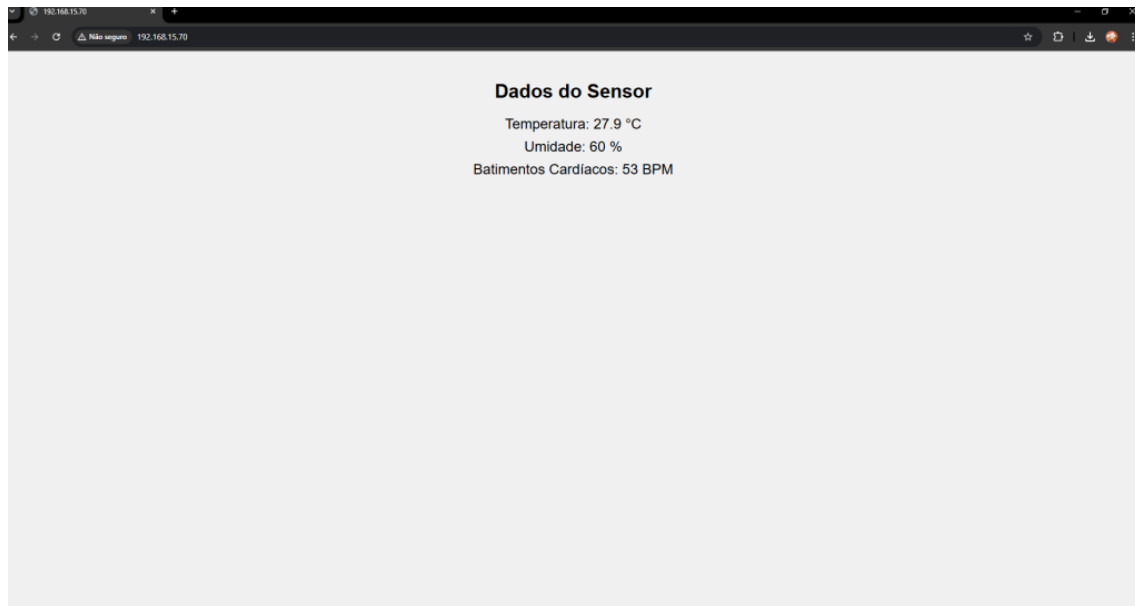 192.168.15.70
Não seguro 192.168.15.70
Dados do Sensor
Temperatura: 27.9 °C
Umidade: 60 %
Batimentos Cardíacos: 53 BPM